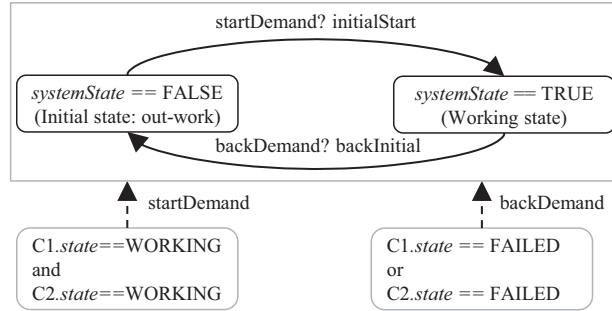 startDemand? initialStart
systemState == FALSE
(Initial state: out-work)
systemState == TRUE
(Working state)
backDemand? backInitial
startDemand
backDemand
C1.state==WORKING
and
C2.state==WORKING
C1.state == FAILED
or
C2.state == FAILED